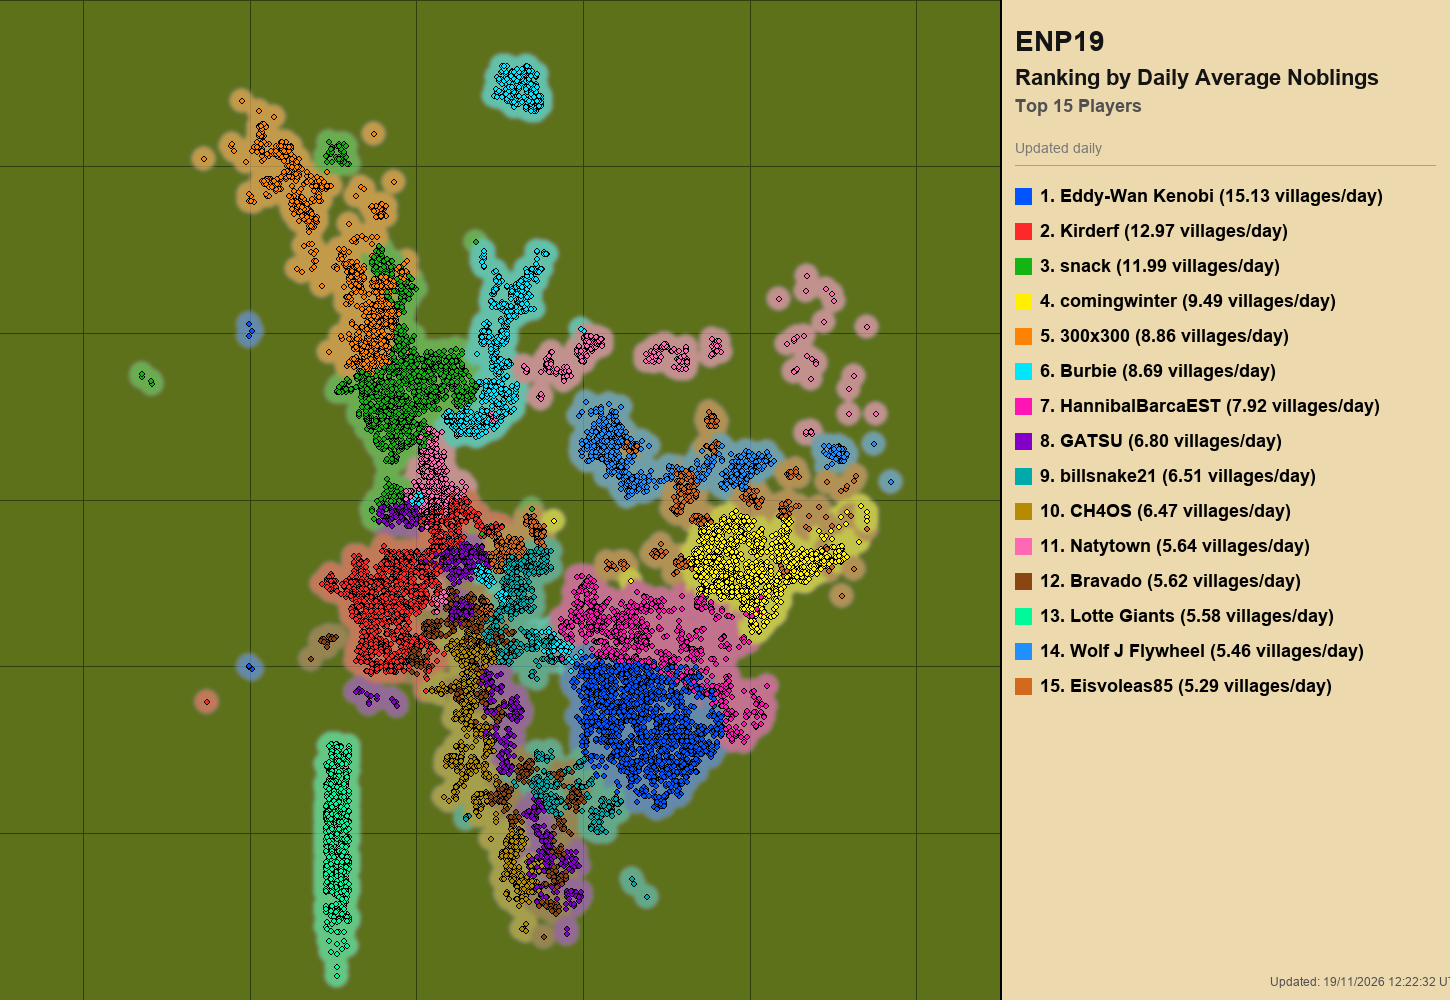 ENP19
Ranking by Daily Average Noblings
Top 15 Players
Updated daily
1. Eddy-Wan Kenobi (15.13 villages/day)
2. Kirderf (12.97 villages/day)
3. snack (11.99 villages/day)
4. comingwinter (9.49 villages/day)
5. 300x300 (8.86 villages/day)
6. Burbie (8.69 villages/day)
7. HannibalBarcaEST (7.92 villages/day)
8. GATSU (6.80 villages/day)
9. billsnake21 (6.51 villages/day)
10. CH4OS (6.47 villages/day)
11. Natytown (5.64 villages/day)
12. Bravado (5.62 villages/day)
13. Lotte Giants (5.58 villages/day)
14. Wolf J Flywheel (5.46 villages/day)
15. Eisvoleas85 (5.29 villages/day)
Updated: 19/11/2026 12:22:32 U